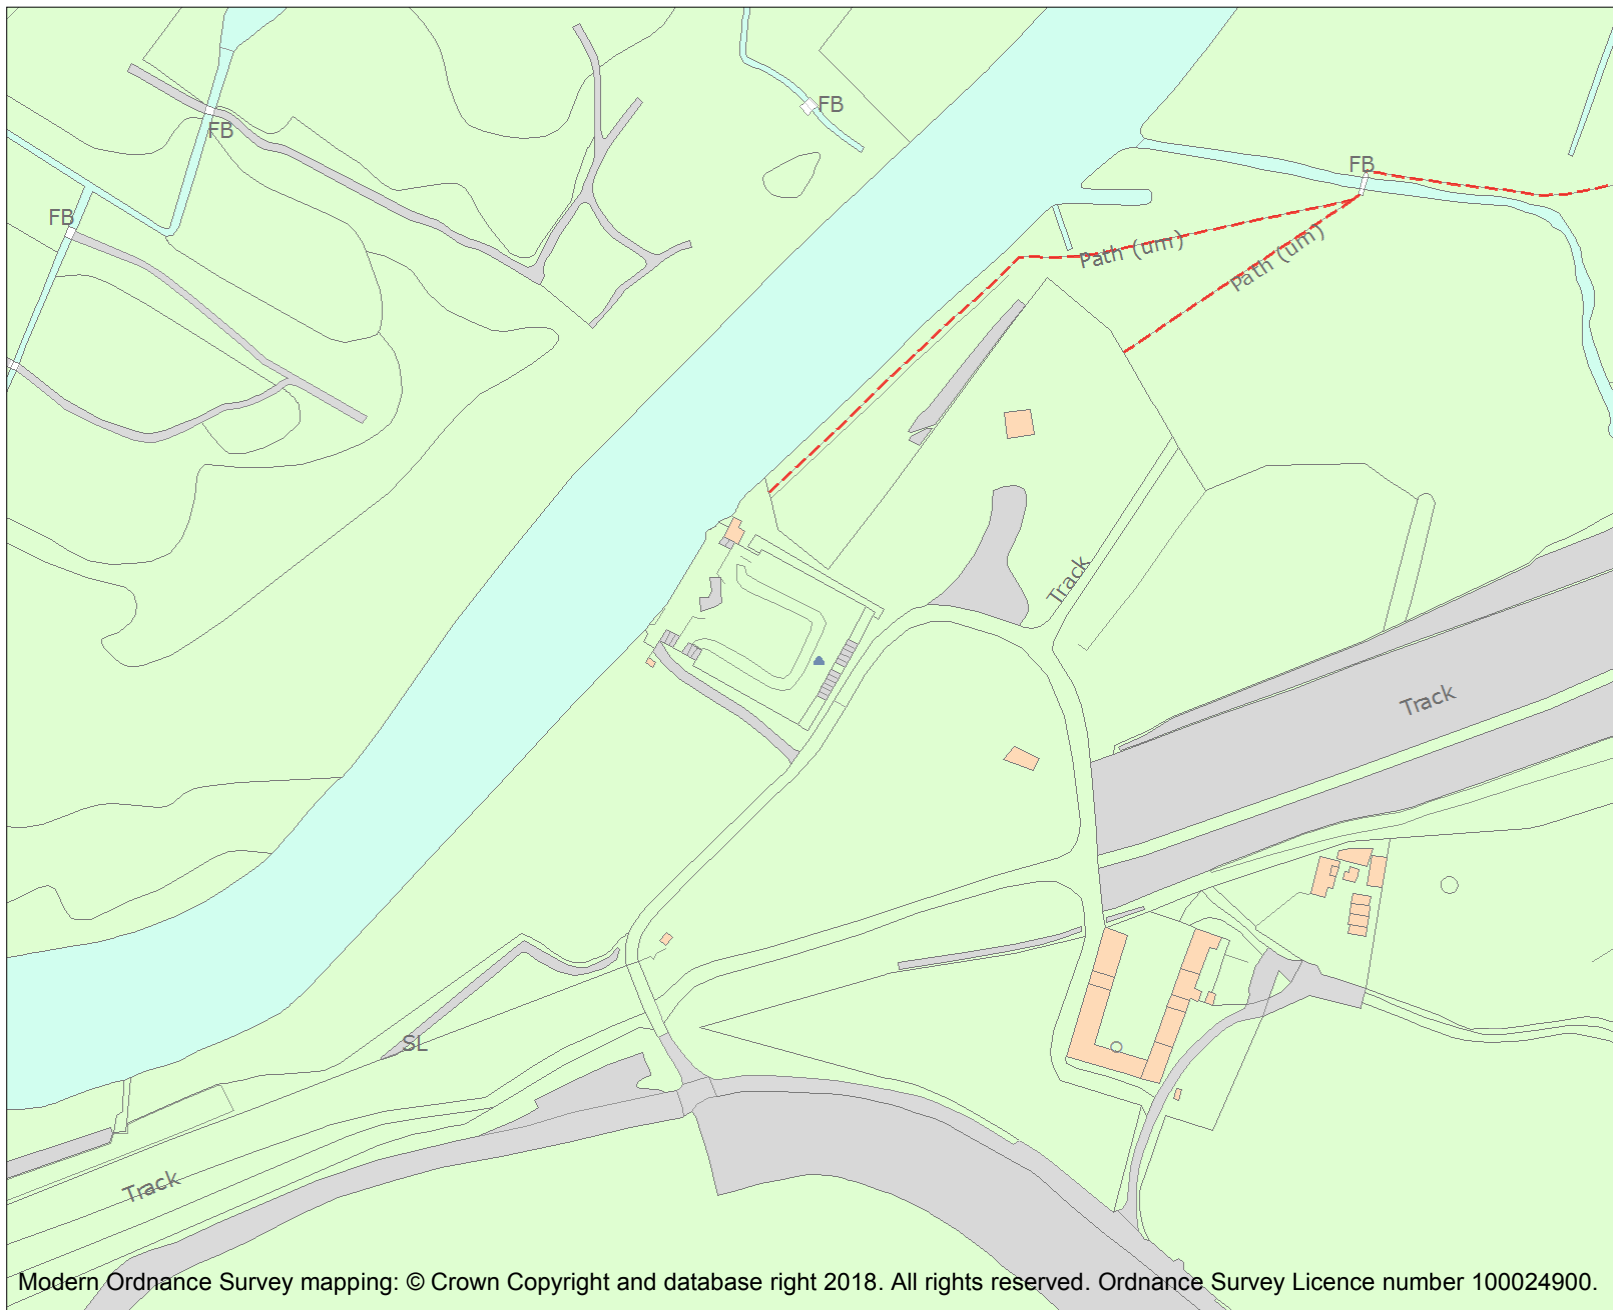 FB
FB
FB
FB
Path (um)
Path (um)
Track
Track
SL
Track
Modern Ordnance Survey mapping: © Crown Copyright and database right 2018. All rights reserved. Ordnance Survey Licence number 100024900.